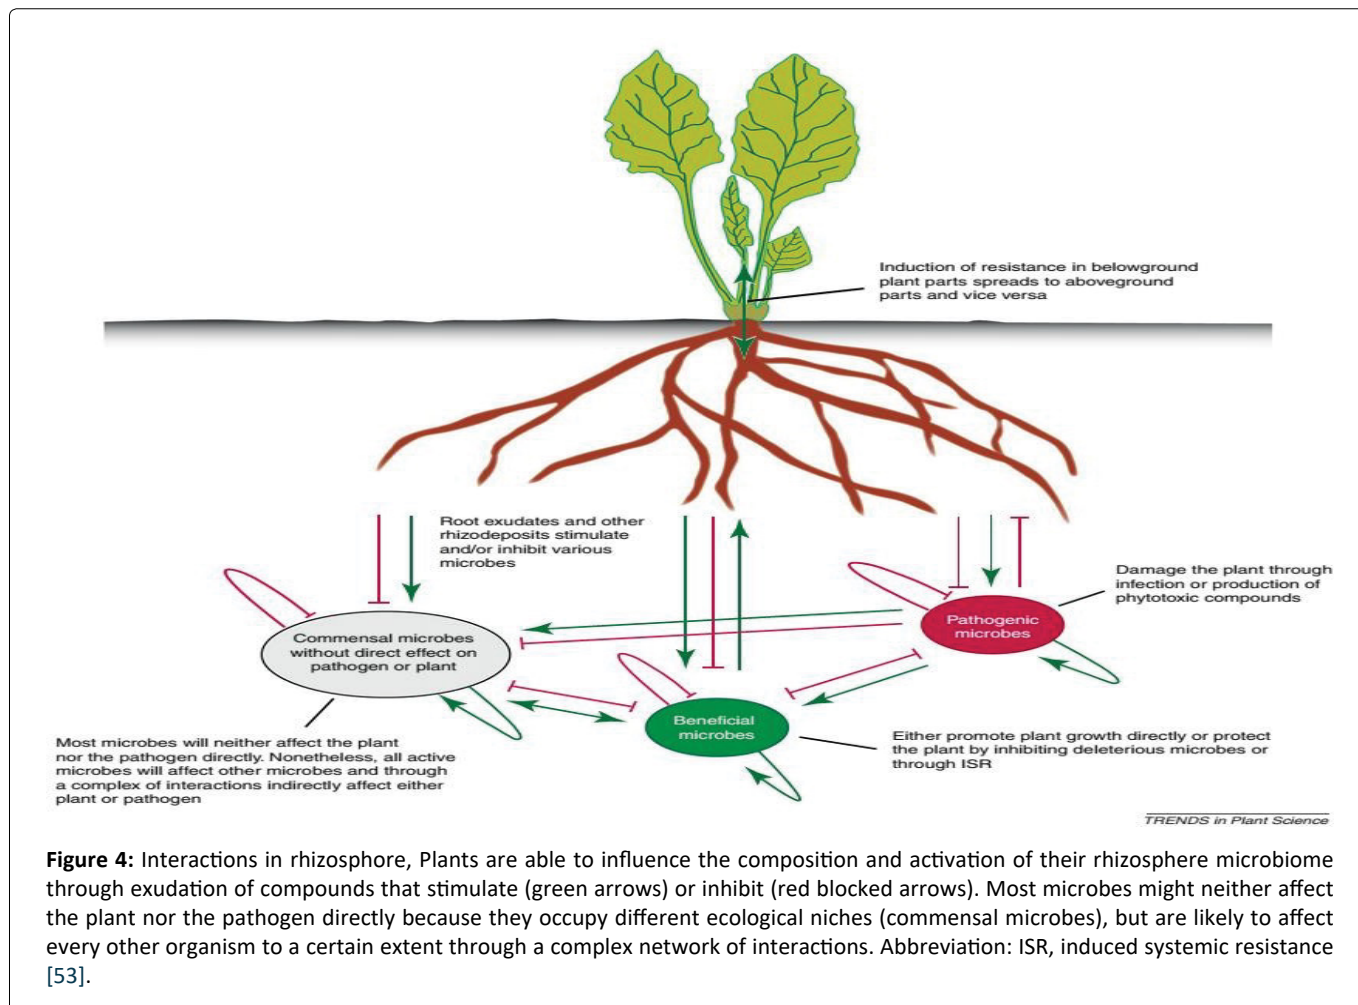 Induction of resistance in belowground
plant parts spreads to aboveground
parts and vice versa
Root exudates and other
rhizodeposits stimulate
and/or inhibit various
microbes
Damage the plant through
infection or production of
phytotoxic compounds
Pathogenic
microbes
Commensal microbes
without direct effect on
pathogen or plant
Beneficial
microbes
Most microbes will neither affect the plant
nor the pathogen directly. Nonetheless, all active
microbes will affect other microbes and through
a complex of interactions indirectly affect either
plant or pathogen
Either promote plant growth directly or protect
the plant by inhibiting deleterious microbes or
through ISR
TRENDS in Plant Science
Figure 4: Interactions in rhizosphore, Plants are able to influence the composition and activation of their rhizosphere microbiome
through exudation of compounds that stimulate (green arrows) or inhibit (red blocked arrows). Most microbes might neither affect
the plant nor the pathogen directly because they occupy different ecological niches (commensal microbes), but are likely to affect
every other organism to a certain extent through a complex network of interactions. Abbreviation: ISR, induced systemic resistance
[53].